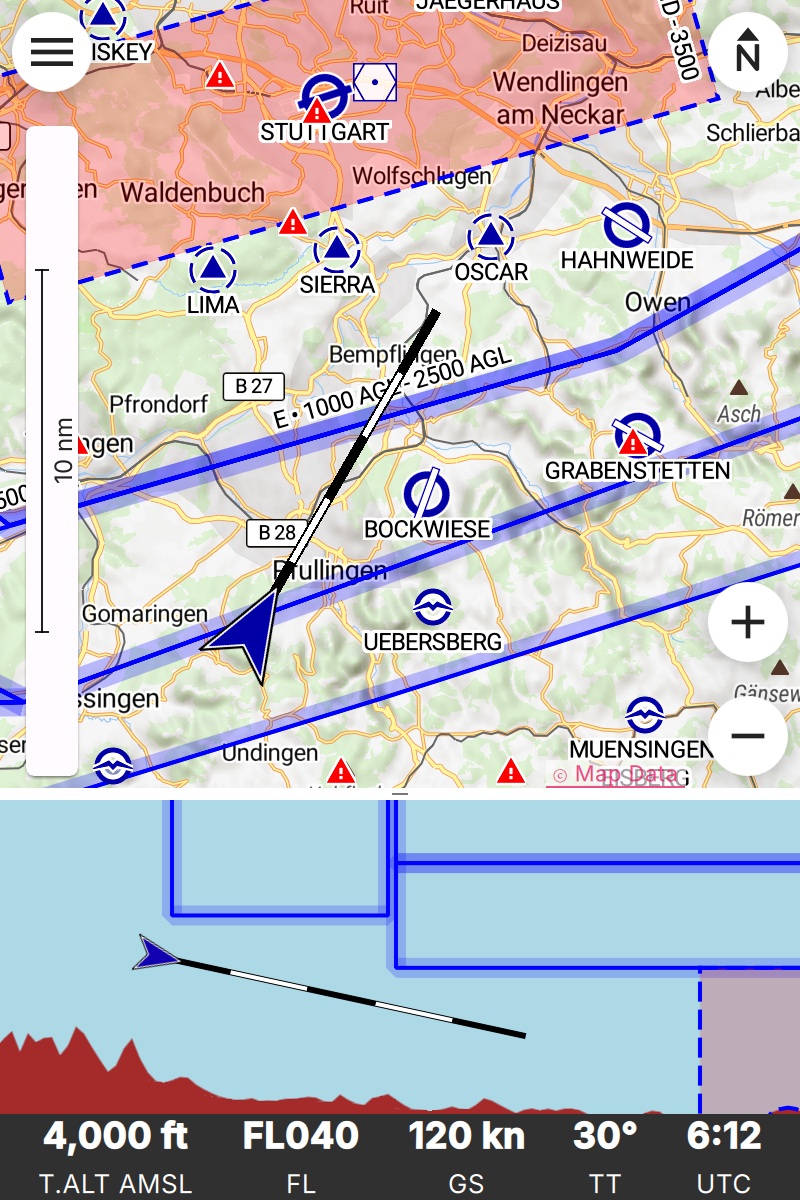 Ruit
JAEGERHAUS
ISKEY
Deizisau
D - 3500
N
Wendlingen
am Neckar
Albe
STUTTGART
Schlierba
Wolfschlugen
Waldenbuch
OSCAR
HAHNWEIDE
SIERRA
LIMA
Owen
Bempflingen
E • 1000 AGL - 2500 AGL
B 27
Pfrondorf
Asch
ngen
10 nm
GRABENSTETTEN
Römer
B 28
BOCKWIESE
Pfullingen
Gomaringen
UEBERSBERG
ssingen
Gänsew
Undingen
MUENSINGEN
© Map Data
EISBERG
4,000 ft FL040 120 kn 30° 6:12
T.ALT AMSL FL GS TT UTC